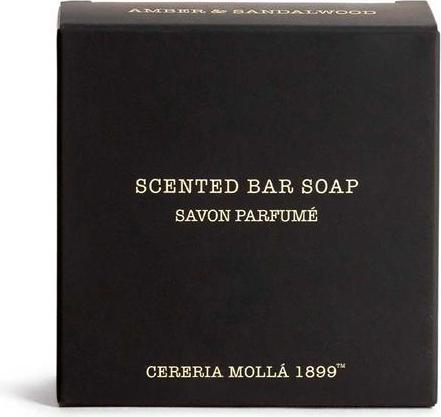 AMBER & SANDALWOOD
SCENTED BAR SOAP
SAVON PARFUMÉ
CERERIA MOLLÁ 1899™